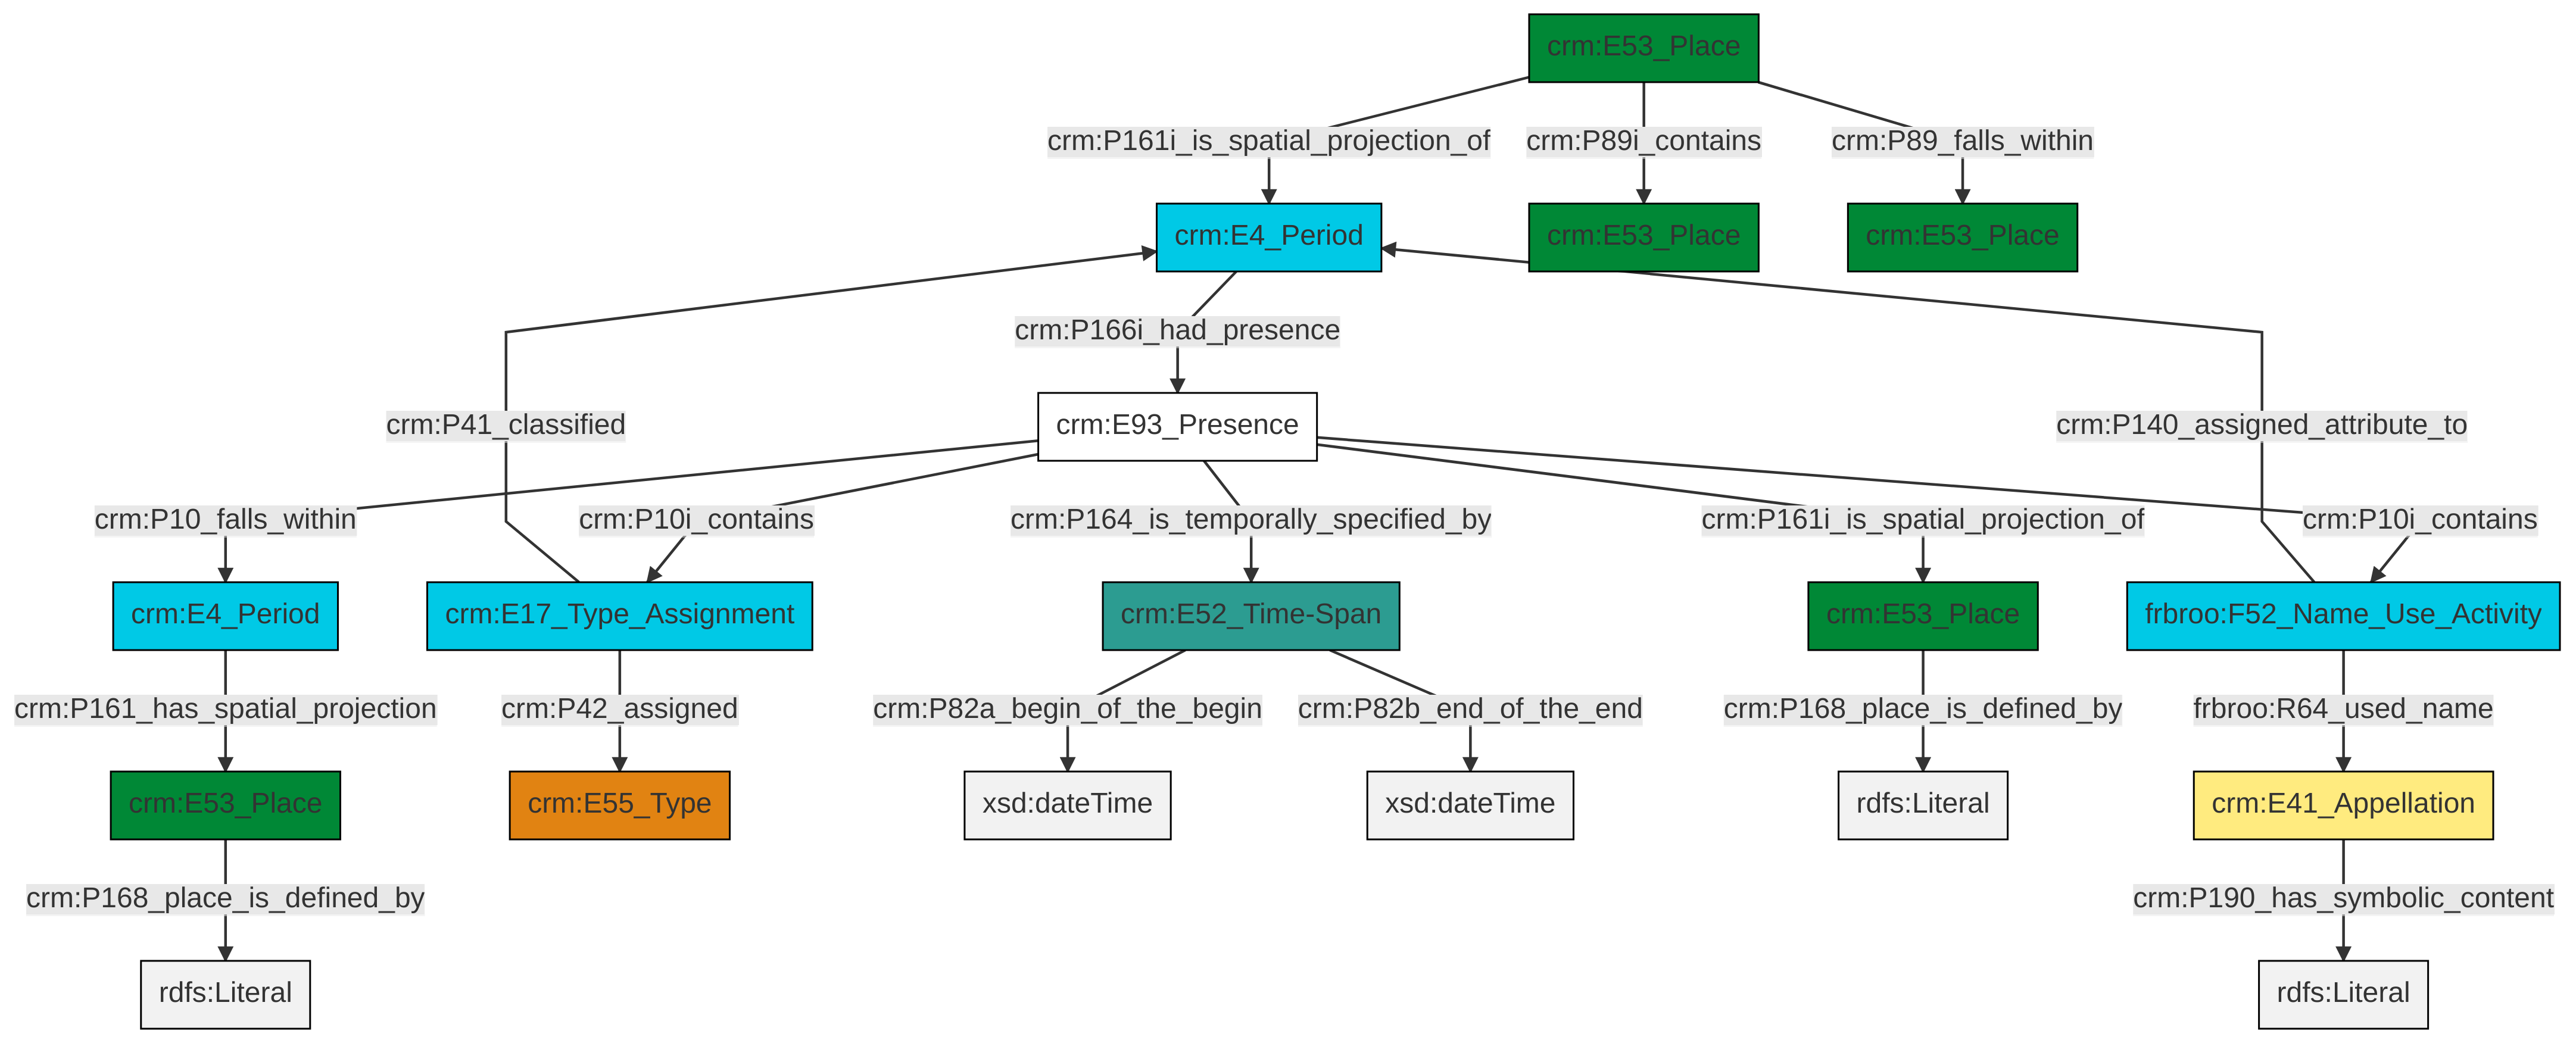 crm:E53_Place
crm:P161i_is_spatial_projection_of
crm:P89i_contains
crm:P89_falls_within
crm:E4_Period
crm:E53_Place
crm:E53_Place
crm:P166i_had_presence
crm:P41_classified
crm:E93_Presence
crm:P140_assigned_attribute_to
crm:P10_falls_within
crm:P10i_contains
crm:P164_is_temporally_specified_by
crm:P161i_is_spatial_projection_of
crm:P10i_contains
crm:E4_Period
crm:E17_Type_Assignment
crm:E52_Time-Span
crm:E53_Place
frbroo:F52_Name_Use_Activity
crm:P161_has_spatial_projection
crm:P42_assigned
crm:P82a_begin_of_the_begin
crm:P82b_end_of_the_end
crm:P168_place_is_defined_by
frbroo:R64_used_name
crm:E53_Place
crm:E55_Type
xsd:dateTime
xsd:dateTime
rdfs:Literal
crm:E41_Appellation
crm:P168_place_is_defined_by
crm:P190_has_symbolic_content
rdfs:Literal
rdfs:Literal